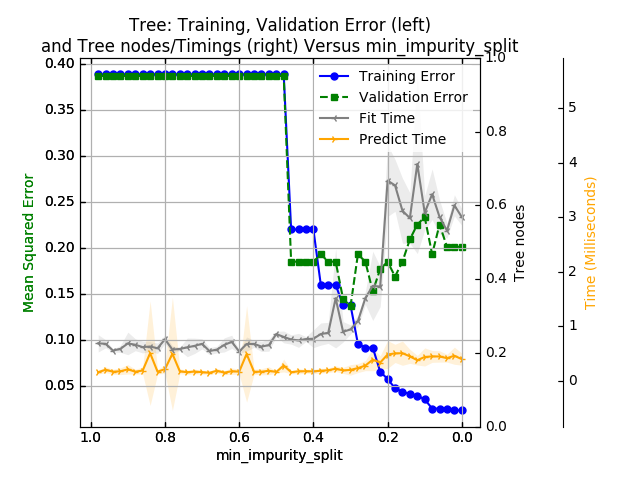 Tree: Training, Validation Error (left)
and Tree nodes/Timings (right) Versus min_impurity_split
Training Error
Validation Error
Fit Time
Predict Time
Mean Squared Error
0.40
0.35
0.30
0.25
0.20
0.15
0.10
0.05
1.0
0.8
0.6
0.4
0.2
0.0
min_impurity_split
1.0
0.8
0.6
0.4
0.2
0.0
Tree nodes
5
4
3
2
1
0
Time (Milliseconds)